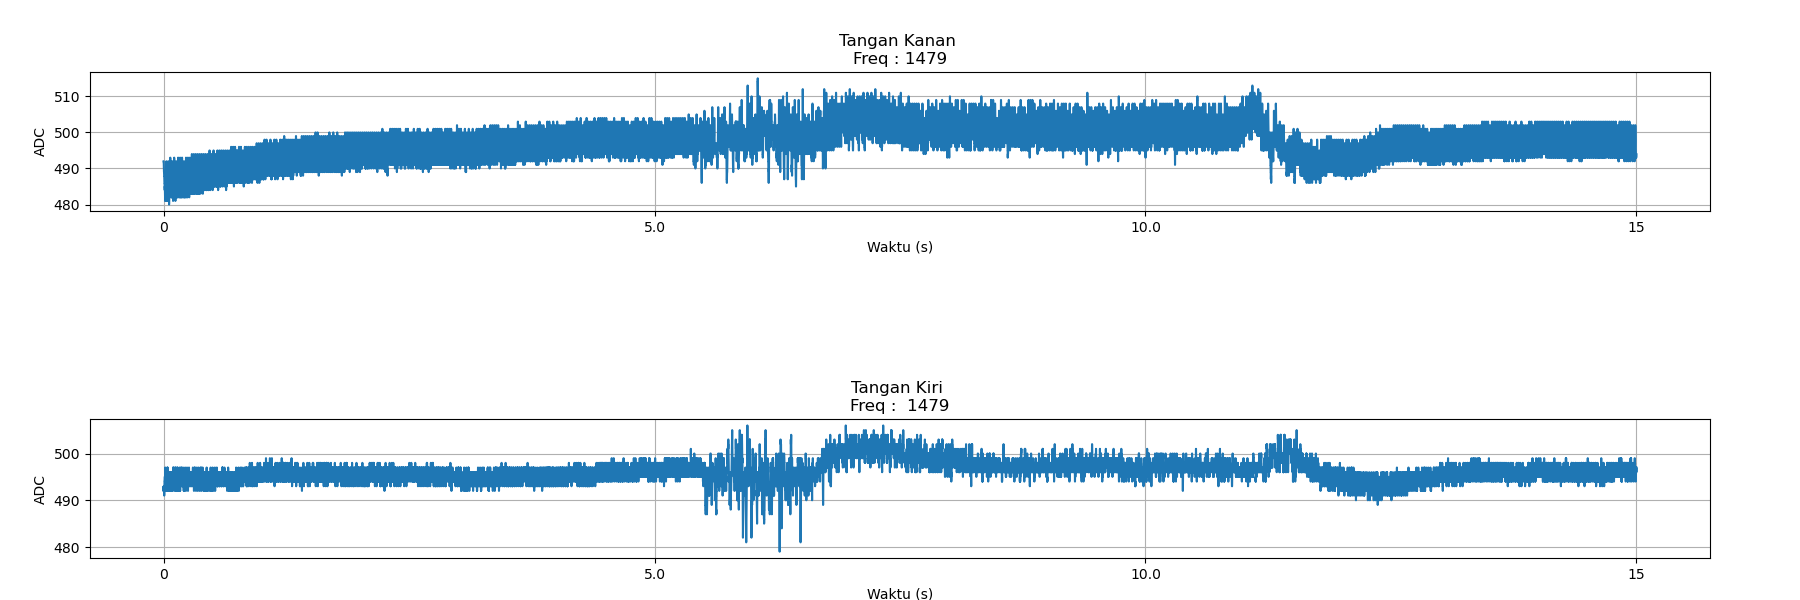 Tangan Kanan
Freq : 1479
ADC
510
500
490
480
0 5.0 10.0 15
Waktu (s)
Tangan Kiri
Freq :  1479
ADC
500
490
480
0 5.0 10.0 15
Waktu (s)